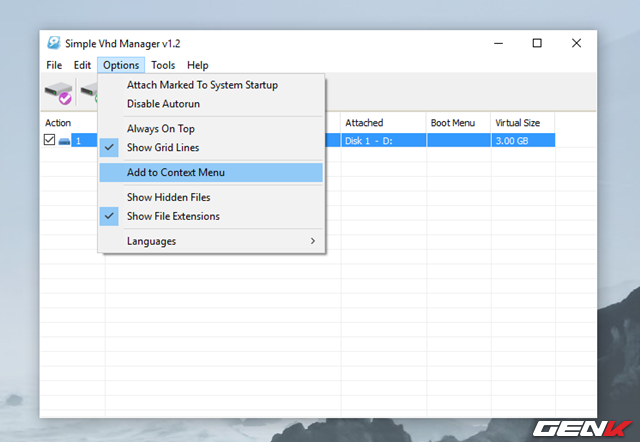 Simple Vhd Manager v1.2
File Edit Options Tools Help
Attach Marked To System Startup
Disable Autorun
Always On Top
Show Grid Lines
Add to Context Menu
Show Hidden Files
Show File Extensions
Languages
Action Attached Boot Menu Virtual Size
1 Disk 1 - D: 3.00 GB
GENK